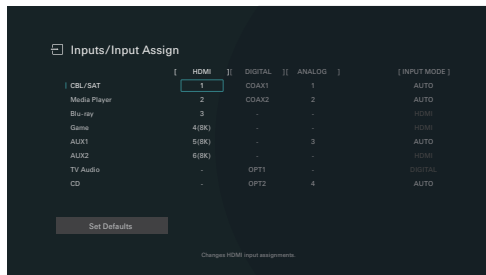 Inputs/Input Assign
[ HDMI ][ DIGITAL ][ ANALOG ] [ INPUT MODE ]
CBL/SAT 1 COAX1 1 AUTO
Media Player 2 COAX2 2 AUTO
Blu-ray 3 - - HDMI
Game 4(8K) - - HDMI
AUX1 5(8K) - 3 AUTO
AUX2 6(8K) - - HDMI
TV Audio - OPT1 - DIGITAL
CD - OPT2 4 AUTO
Set Defaults
Changes HDMI input assignments.